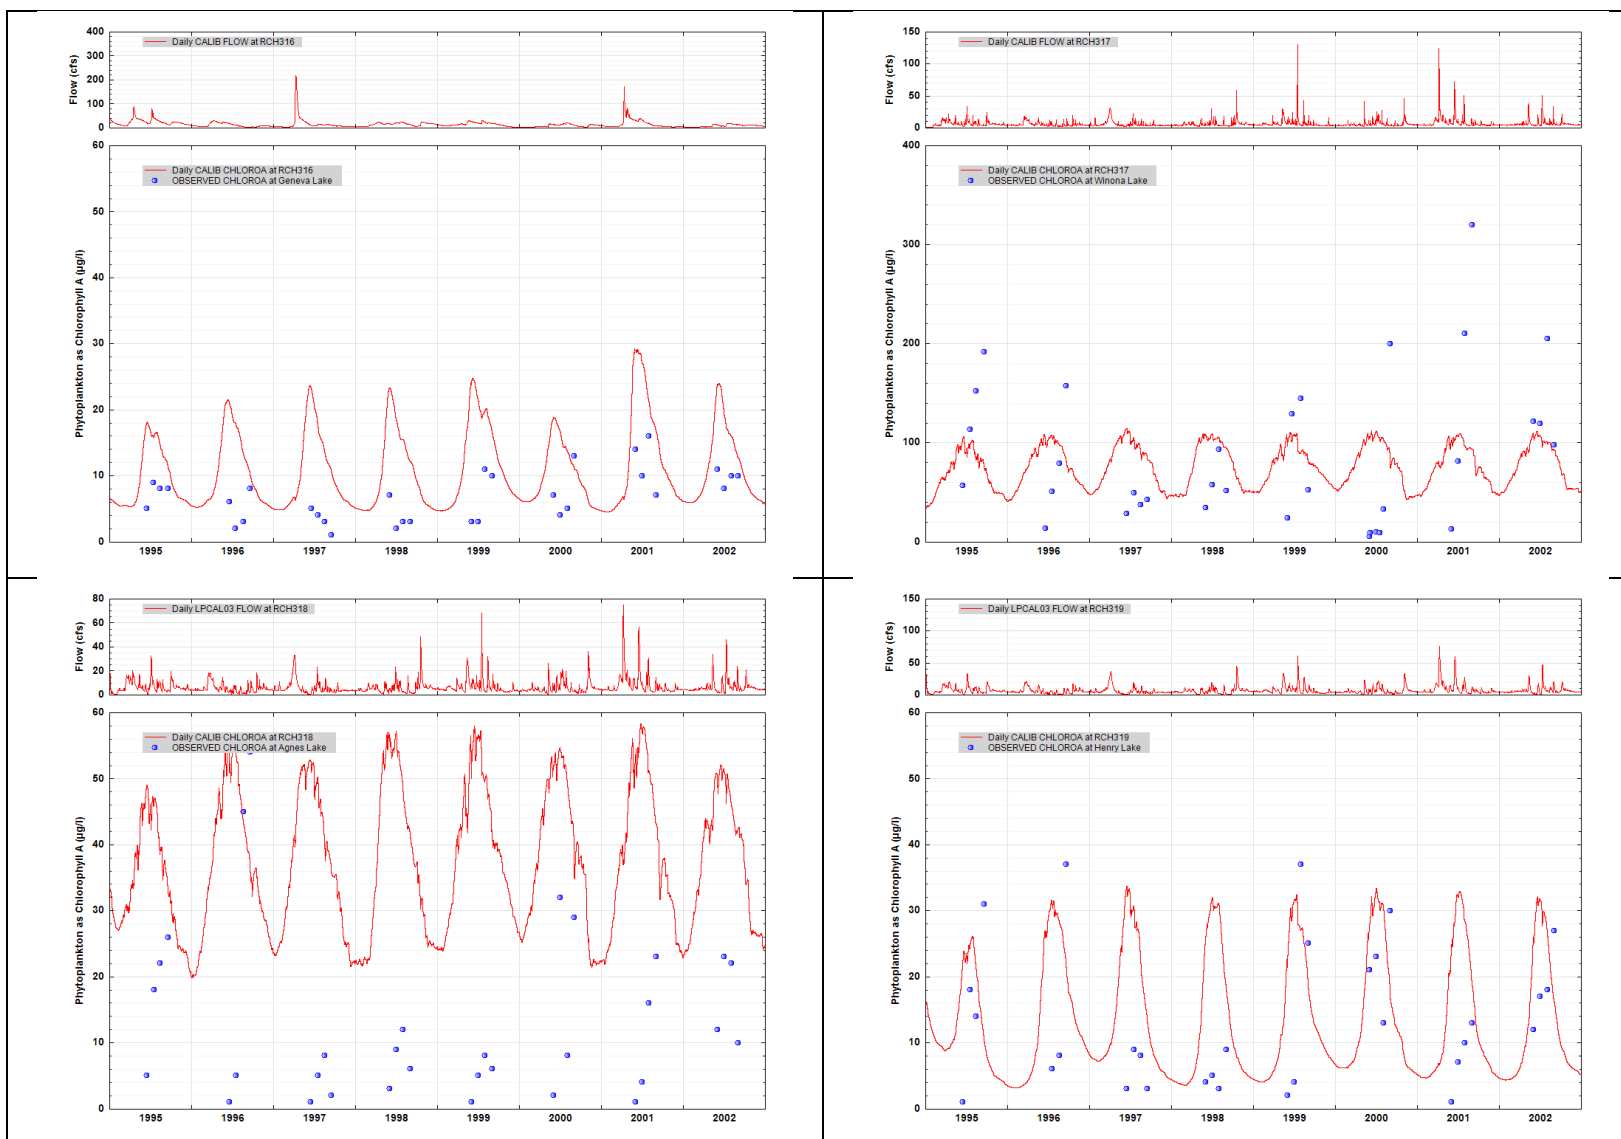 400
300
200
100
0
Flow (cfs)
Daily CALIB FLOW at RCH316
60
50
40
30
20
10
0
Phytoplankton as Chlorophyll A (µg/l)
Daily CALIB CHLOROA at RCH316
OBSERVED CHLOROA at Geneva Lake
1995 1996 1997 1998 1999 2000 2001 2002
150
100
50
0
Flow (cfs)
Daily CALIB FLOW at RCH317
400
300
200
100
0
Phytoplankton as Chlorophyll A (µg/l)
Daily CALIB CHLOROA at RCH317
OBSERVED CHLOROA at Winona Lake
1995 1996 1997 1998 1999 2000 2001 2002
80
60
40
20
0
Flow (cfs)
Daily LPCAL03 FLOW at RCH318
60
50
40
30
20
10
0
Phytoplankton as Chlorophyll A (µg/l)
Daily CALIB CHLOROA at RCH318
OBSERVED CHLOROA at Agnes Lake
1995 1996 1997 1998 1999 2000 2001 2002
150
100
50
0
Flow (cfs)
Daily LPCAL03 FLOW at RCH319
60
50
40
30
20
10
0
Phytoplankton as Chlorophyll A (µg/l)
Daily CALIB CHLOROA at RCH319
OBSERVED CHLOROA at Henry Lake
1995 1996 1997 1998 1999 2000 2001 2002